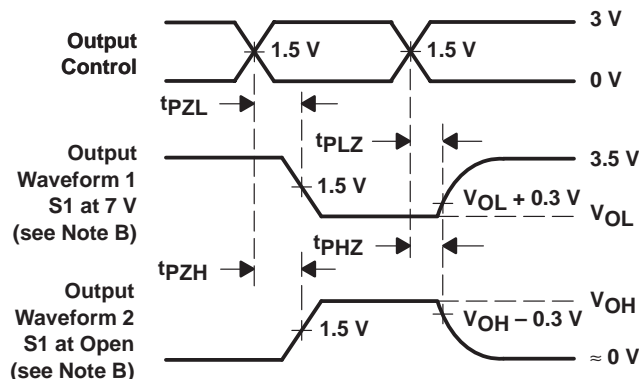 Output
Control
1.5 V
1.5 V
3 V
0 V
tPZL
tPLZ
Output
Waveform 1
S1 at 7 V
(see Note B)
1.5 V
VOL + 0.3 V
3.5 V
VOL
tPHZ
tPZH
Output
Waveform 2
S1 at Open
(see Note B)
1.5 V
VOH – 0.3 V
VOH
≈ 0 V